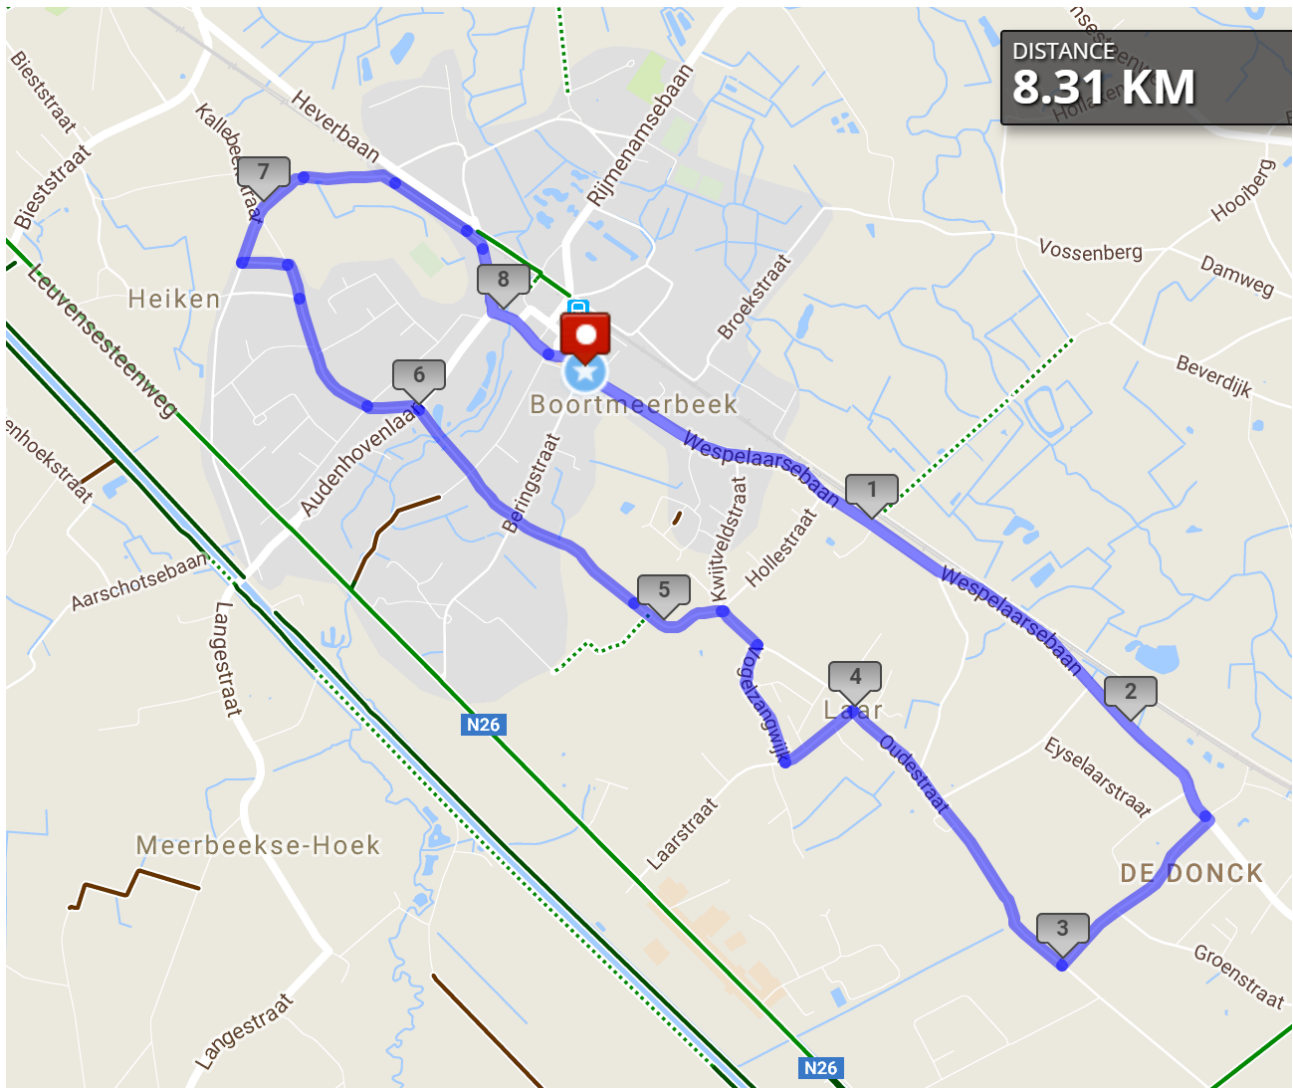 DISTANCE
8.31 KM
Bieststraat
Heverbaan
Rijmenamsebaan
Hooiberg
7
Bieststraat
Vossenberg
Damweg
Leuvensesteenweg
Heiken
8
Broekstraat
Beverdijk
6
Boortmeerbeek
Audenhovenlaan
Wespelaarsebaan
Beringstraat
1
Kwijtveldstraat
Hollestraat
Aarschotsebaan
Wespelaarsebaan
5
Langestraat
Vogelzangwijk
4
Laar
2
N26
Oudestraat
Eyselaarstraat
Laarstraat
Meerbeekse-Hoek
DE DONCK
3
Groenstraat
Langestraat
N26